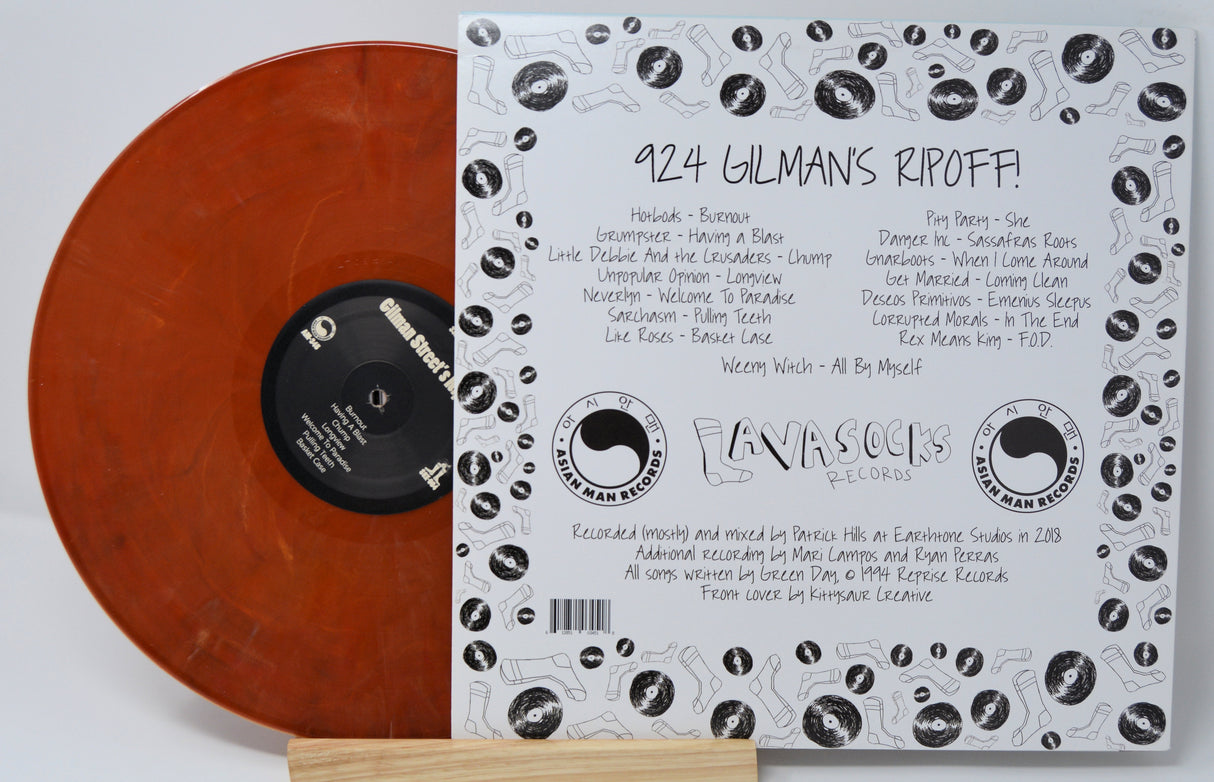 924 GILMAN'S RIPOFF!
Hotbods - Burnout
Grumpster - Having a Blast
Little Debbie And the Crusaders - Chump
Unpopular Opinion - Longview
Neverlyn - Welcome To Paradise
Sarchasm - Pulling Teeth
Like Roses - Basket Case
Pity Party - She
Danger Inc. - Sassafras Roots
Gnarboots - When I Come Around
Get Married - Coming Clean
Deseos Primitivos - Emenius Sleepus
Corrupted Morals - In The End
Rex Means King - F.O.D.
Weeny Witch - All By Myself
아시안맨
ASIAN MAN RECORDS
LAVASOCKS
RECORDS
아시안맨
ASIAN MAN RECORDS
Recorded (mostly) and mixed by Patrick Hills at Earthtone Studios in 2018
Additional recording by Mari Campos and Ryan Perras
All songs written by Green Day, © 1994 Reprise Records
Front cover by Kittysaur Creative
Gilman Street's
Burnout
Having A Blast
Chump
Longview
Welcome To Paradise
Pulling Teeth
Basket Case